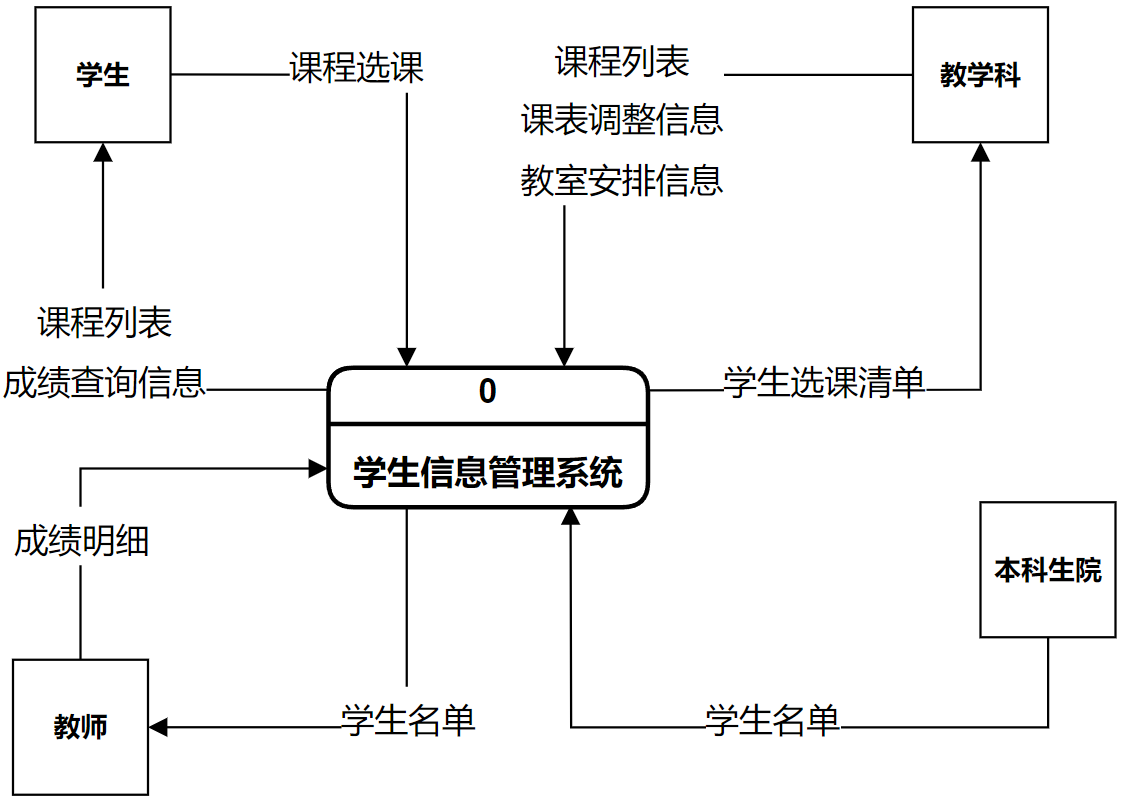 学生
课程选课
课程列表
课表调整信息
教室安排信息
教学科
课程列表
成绩查询信息
0
学生信息管理系统
学生选课清单
成绩明细
本科生院
教师
学生名单
学生名单